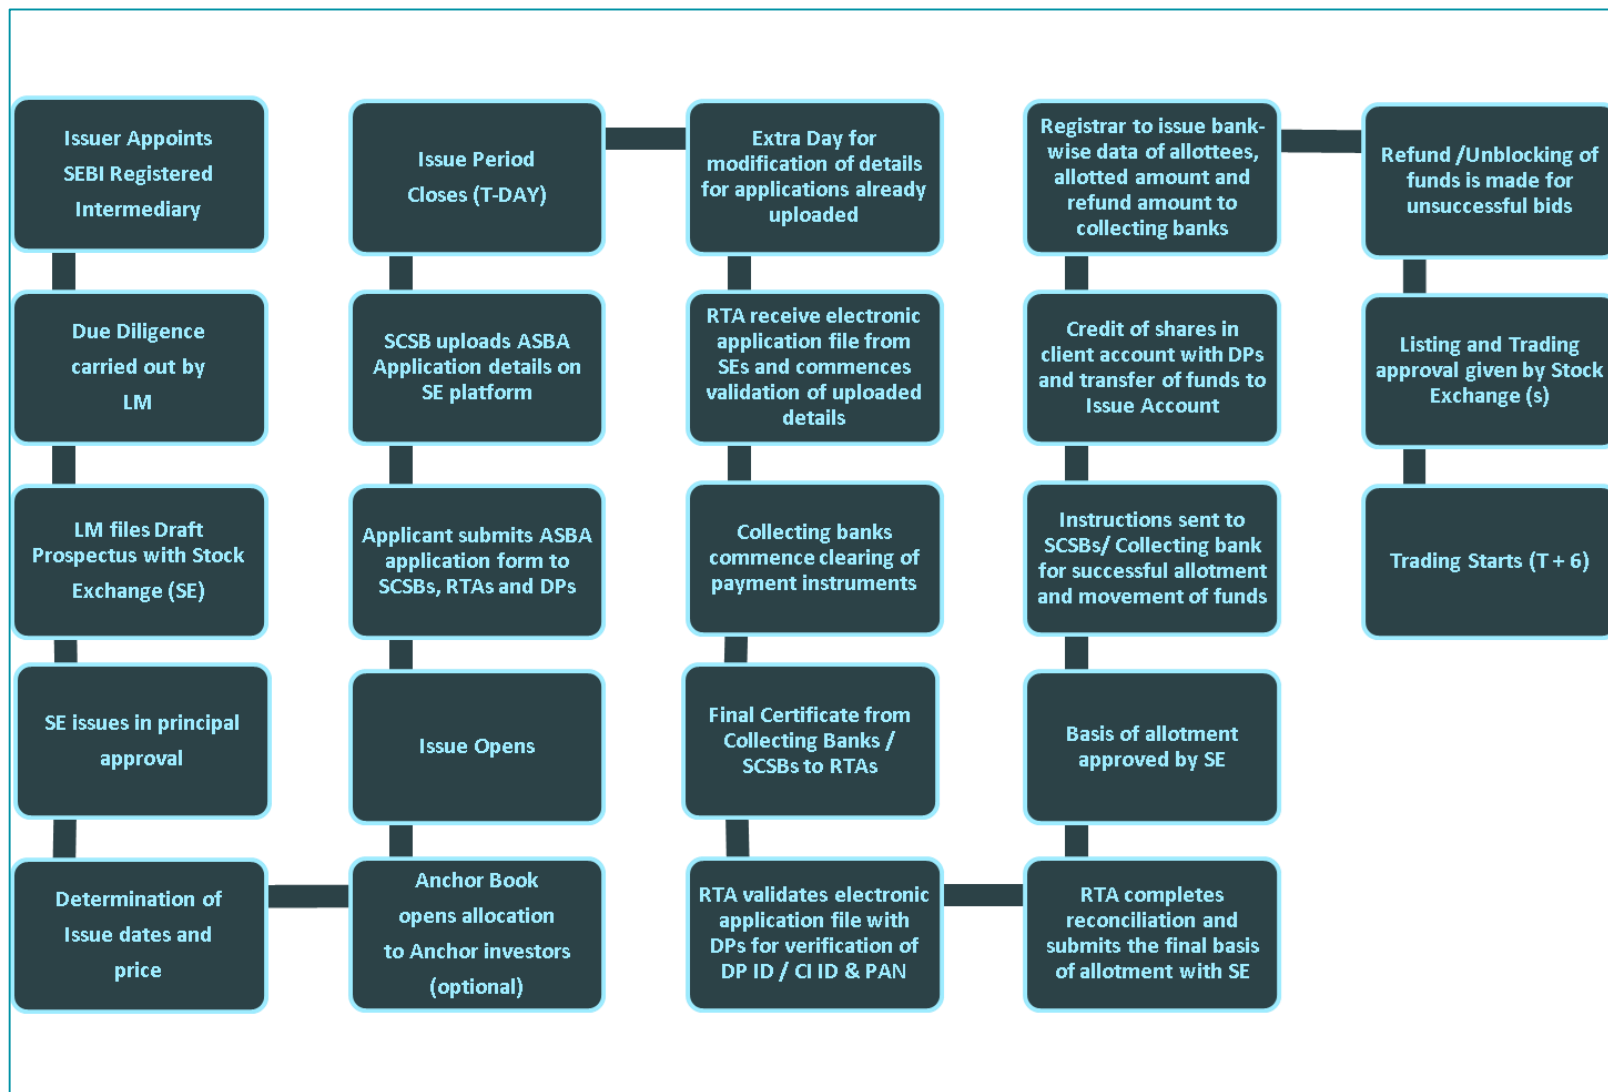 Issuer Appoints
SEBI Registered
Intermediary
Due Diligence
carried out by
LM
LM files Draft
Prospectus with Stock
Exchange (SE)
SE issues in principal
approval
Determination of
Issue dates and
price
Anchor Book
opens allocation
to Anchor investors
(optional)
Issue Opens
Applicant submits ASBA
application form to
SCSBs, RTAs and DPs
SCSB uploads ASBA
Application details on
SE platform
Issue Period
Closes (T-DAY)
Extra Day for
modification of details
for applications already
uploaded
RTA receive electronic
application file from
SEs and commences
validation of uploaded
details
Collecting banks
commence clearing of
payment instruments
Final Certificate from
Collecting Banks /
SCSBs to RTAs
RTA validates electronic
application file with
DPs for verification of
DP ID / CI ID & PAN
RTA completes
reconciliation and
submits the final basis
of allotment with SE
Basis of allotment
approved by SE
Instructions sent to
SCSBs/ Collecting bank
for successful allotment
and movement of funds
Credit of shares in
client account with DPs
and transfer of funds to
Issue Account
Registrar to issue bank-
wise data of allottees,
allotted amount and
refund amount to
collecting banks
Refund /Unblocking of
funds is made for
unsuccessful bids
Listing and Trading
approval given by Stock
Exchange (s)
Trading Starts (T + 6)